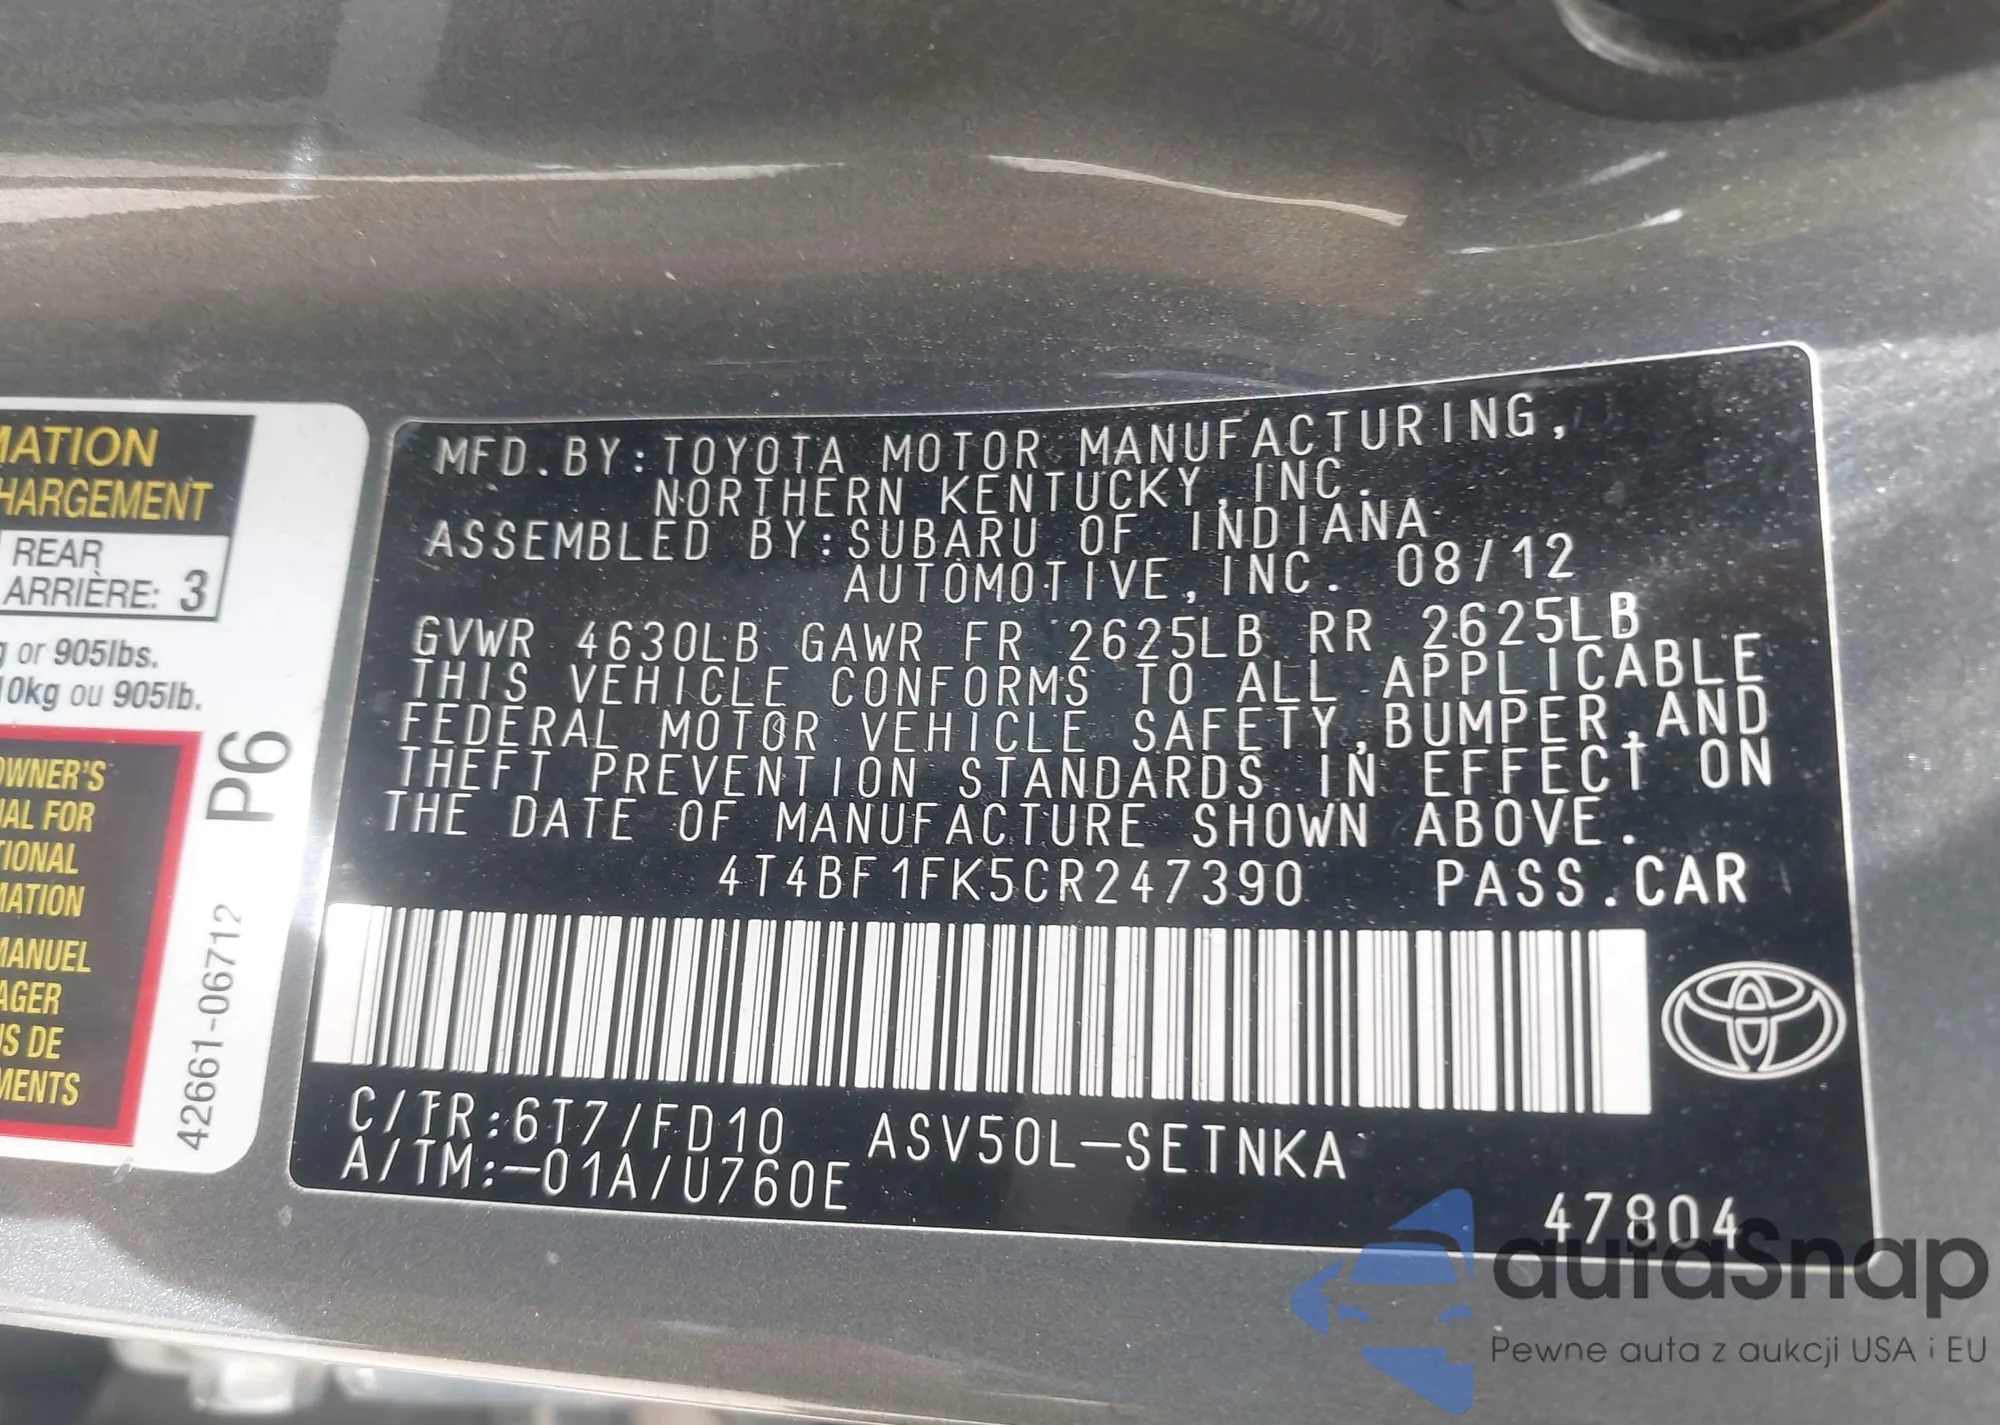 MATION
HARGEMENT
REAR
ARRIÈRE: 3
g or 905lbs.
10kg ou 905lb.
OWNER'S
UAL FOR
TIONAL
MATION
MANUEL
AGER
US DE
MENTS
P6
42661-06712
MFD.BY:TOYOTA MOTOR MANUFACTURING,
NORTHERN KENTUCKY,INC.
ASSEMBLED BY:SUBARU OF INDIANA
AUTOMOTIVE,INC. 08/12
GVWR 4630LB GAWR FR 2625LB RR 2625LB
THIS VEHICLE CONFORMS TO ALL APPLICABLE
FEDERAL MOTOR VEHICLE SAFETY,BUMPER,AND
THEFT PREVENTION STANDARDS IN EFFECT ON
THE DATE OF MANUFACTURE SHOWN ABOVE.
4T4BF1FK5CR247390 PASS.CAR
C/TR:6T7/FD10 ASV50L-SETNKA
A/TM:-01A/U760E
47804
autaSnap
Pewne auta z aukcji USA i EU